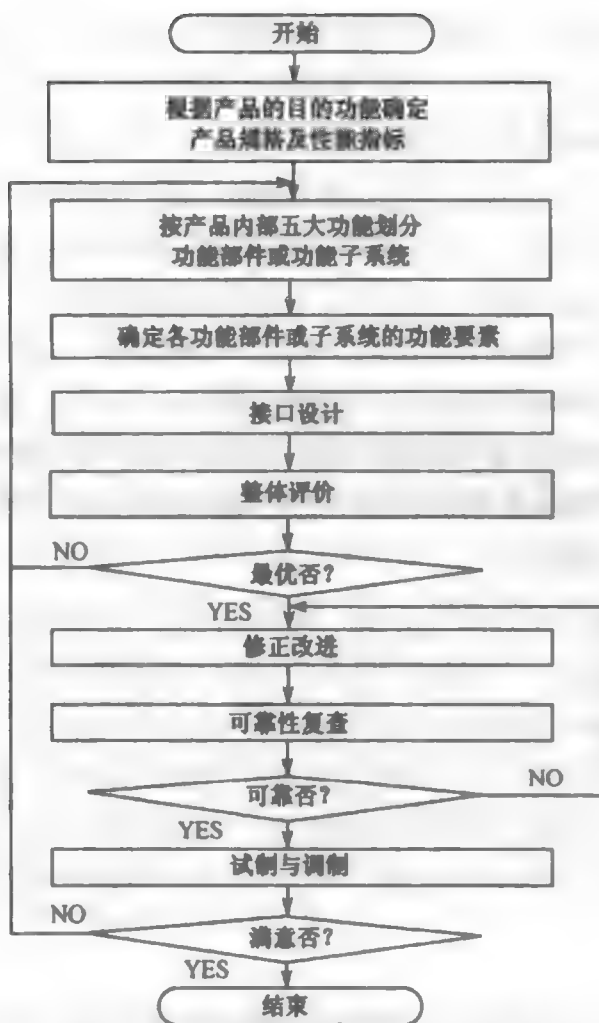 开始
根据产品的目的功能确定
产品规格及性能指标
按产品内部五大功能划分
功能部件或功能子系统
确定各功能部件或子系统的功能要素
接口设计
整体评价
NO
最优否?
YES
修正改进
可靠性复查
可靠否?
NO
YES
试制与调制
NO
满意否?
YES
结束